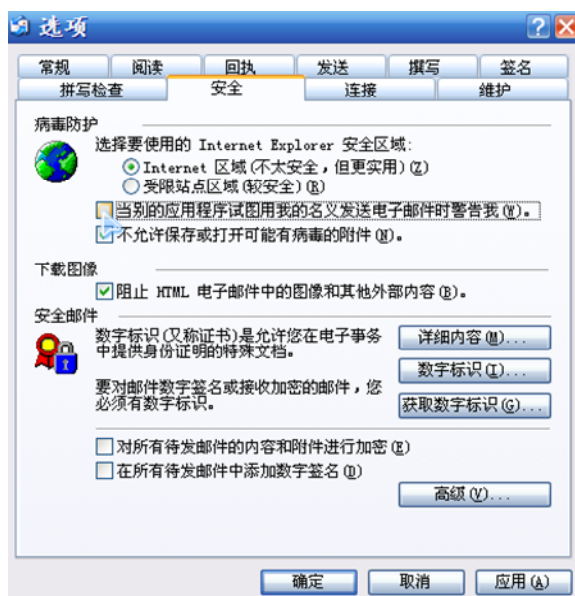 选项
常规 阅读 回执 发送 撰写 签名
拼写检查 安全 连接 维护
病毒防护
选择要使用的 Internet Explorer 安全区域:
Internet 区域(不太安全，但更实用)(Z)
受限站点区域(较安全)(R)
当别的应用程序试图用我的名义发送电子邮件时警告我(W)。
不允许保存或打开可能有病毒的附件(N)。
下载图像
阻止 HTML 电子邮件中的图像和其他外部内容(B)。
安全邮件
数字标识(又称证书)是允许您在电子事务
中提供身份证明的特殊文档。
详细内容(M)...
数字标识(I)...
要对邮件数字签名或接收加密的邮件，您
必须有数字标识。
获取数字标识(G)...
对所有待发邮件的内容和附件进行加密(E)
在所有待发邮件中添加数字签名(D)
高级(V)...
确定 取消 应用(A)